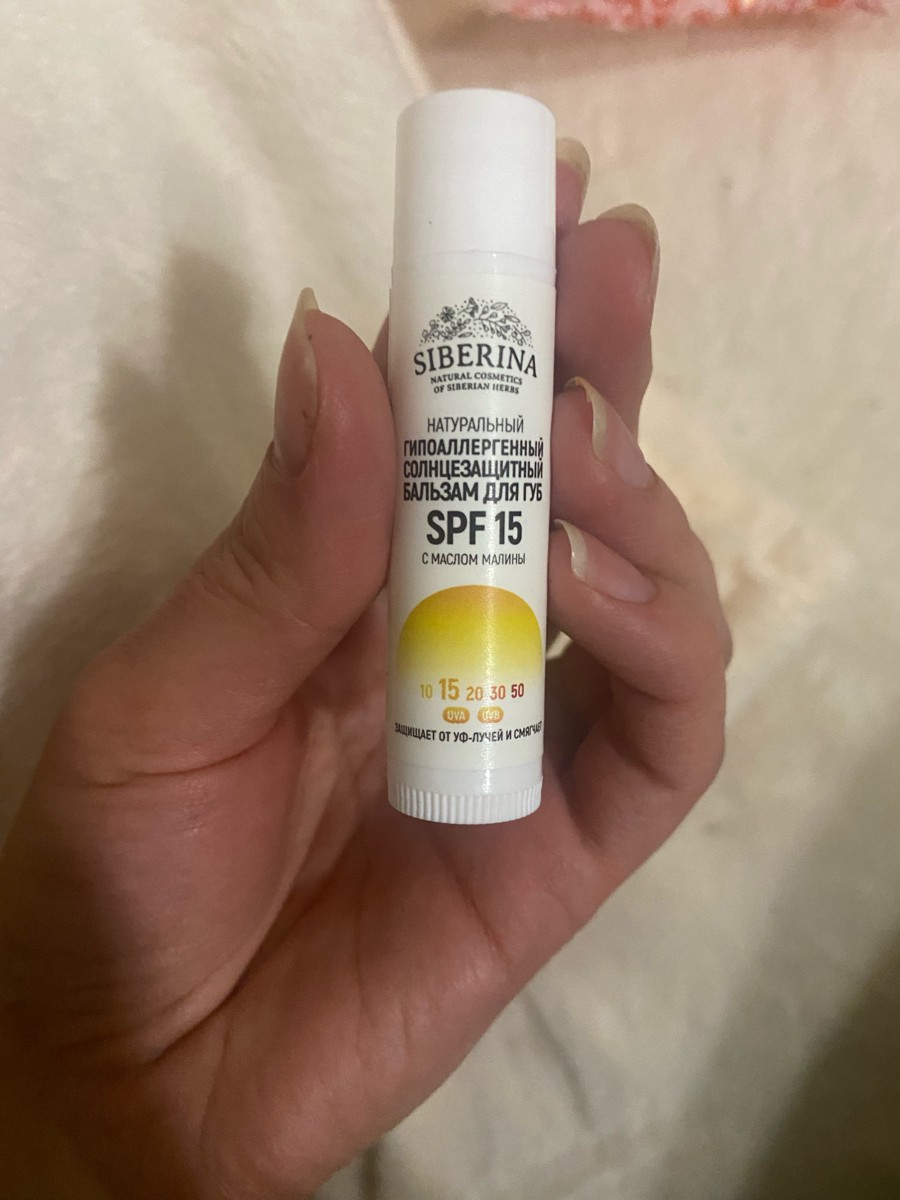 SIBERINA
NATURAL COSMETICS
OF SIBERIAN HERBS
НАТУРАЛЬНЫЙ
ГИПОАЛЛЕРГЕННЫЙ
СОЛНЦЕЗАЩИТНЫЙ
БАЛЬЗАМ ДЛЯ ГУБ
SPF 15
С МАСЛОМ МАЛИНЫ
10 15 20 30 50
UVA UVB
ЗАЩИЩАЕТ ОТ УФ-ЛУЧЕЙ И СМЯГЧАЕТ